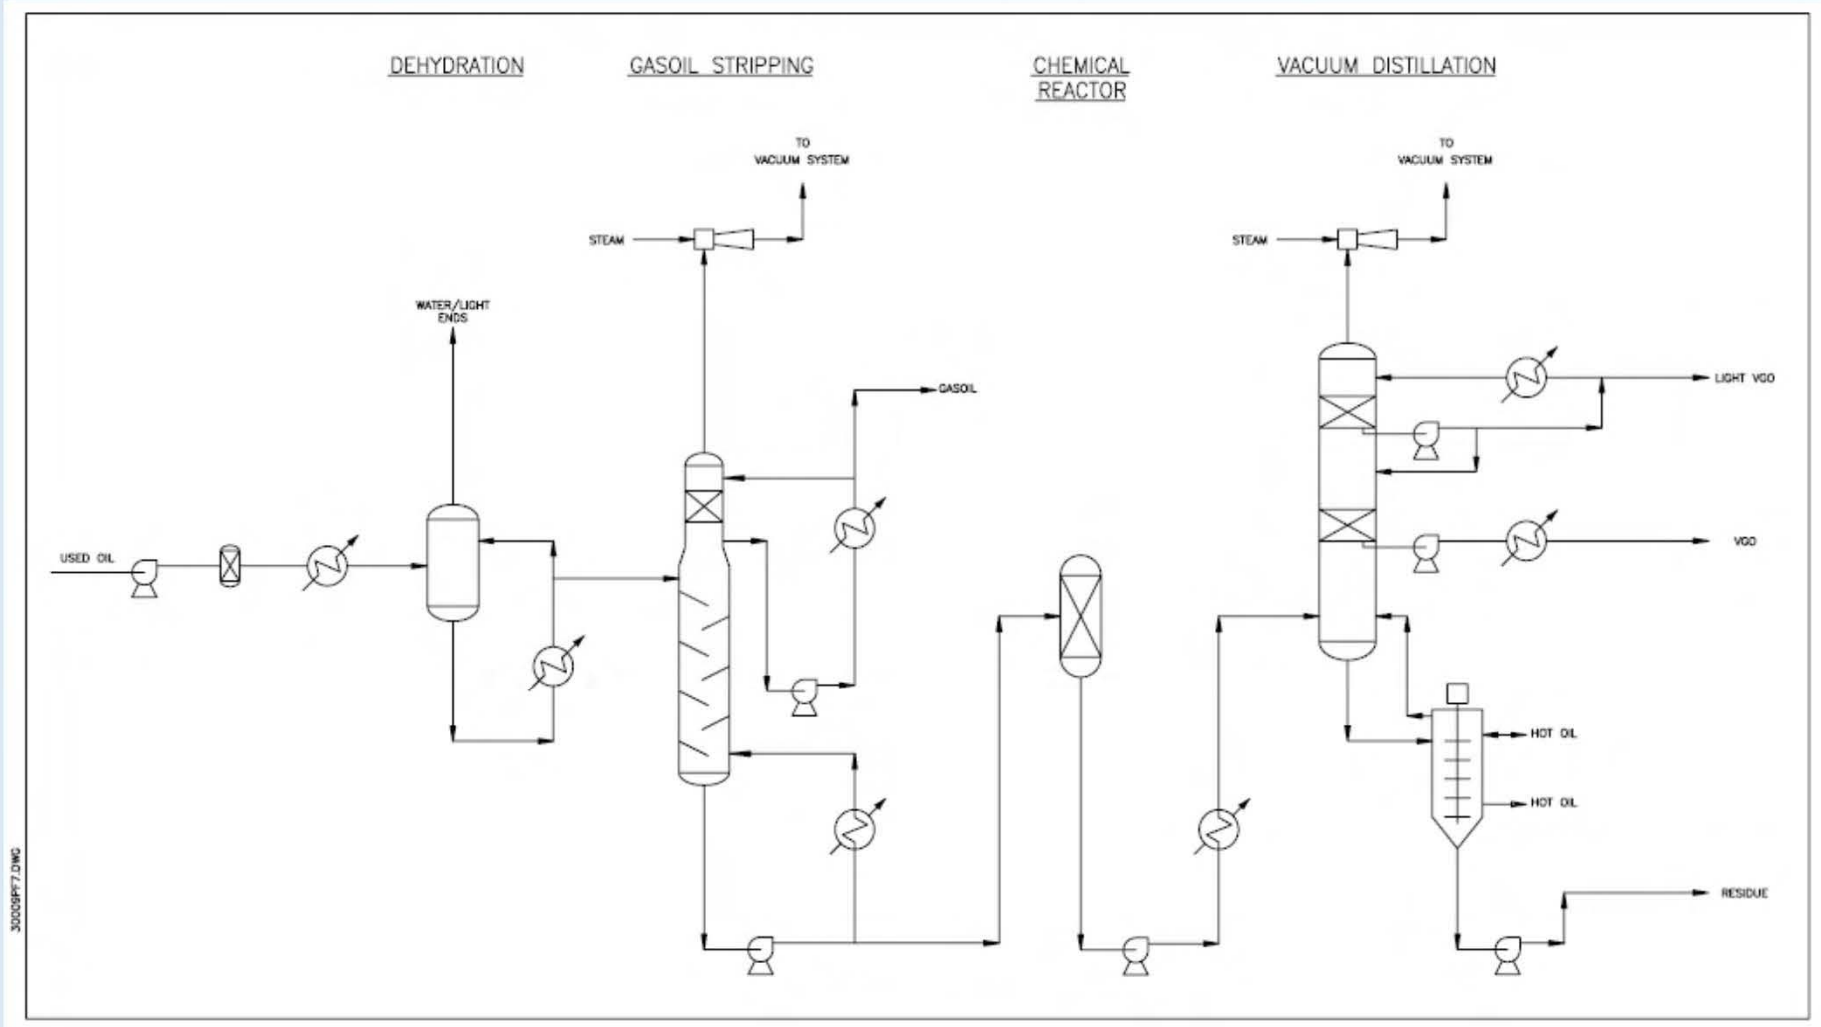 DEHYDRATION
GASOIL STRIPPING
CHEMICAL
REACTOR
VACUUM DISTILLATION
TO
VACUUM SYSTEM
TO
VACUUM SYSTEM
STEAM
STEAM
WATER/LIGHT
ENDS
GASOIL
LIGHT VGO
USED OIL
VGO
HOT OIL
HOT OIL
RESIDUE
30009PF7.DWG